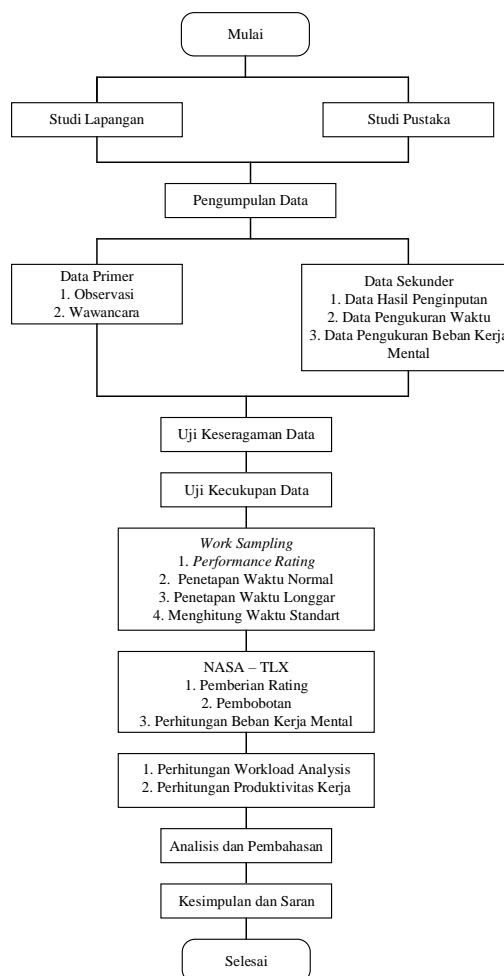 Mulai
Studi Lapangan
Studi Pustaka
Pengumpulan Data
Data Primer
1. Observasi
2. Wawancara
Data Sekunder
1. Data Hasil Penginputan
2. Data Pengukuran Waktu
3. Data Pengukuran Beban Kerja
Mental
Uji Keseragaman Data
Uji Kecukupan Data
Work Sampling
1. Performance Rating
2. Penetapan Waktu Normal
3. Penetapan Waktu Longgar
4. Menghitung Waktu Standart
NASA – TLX
1. Pemberian Rating
2. Pembobotan
3. Perhitungan Beban Kerja Mental
1. Perhitungan Workload Analysis
2. Perhitungan Produktivitas Kerja
Analisis dan Pembahasan
Kesimpulan dan Saran
Selesai